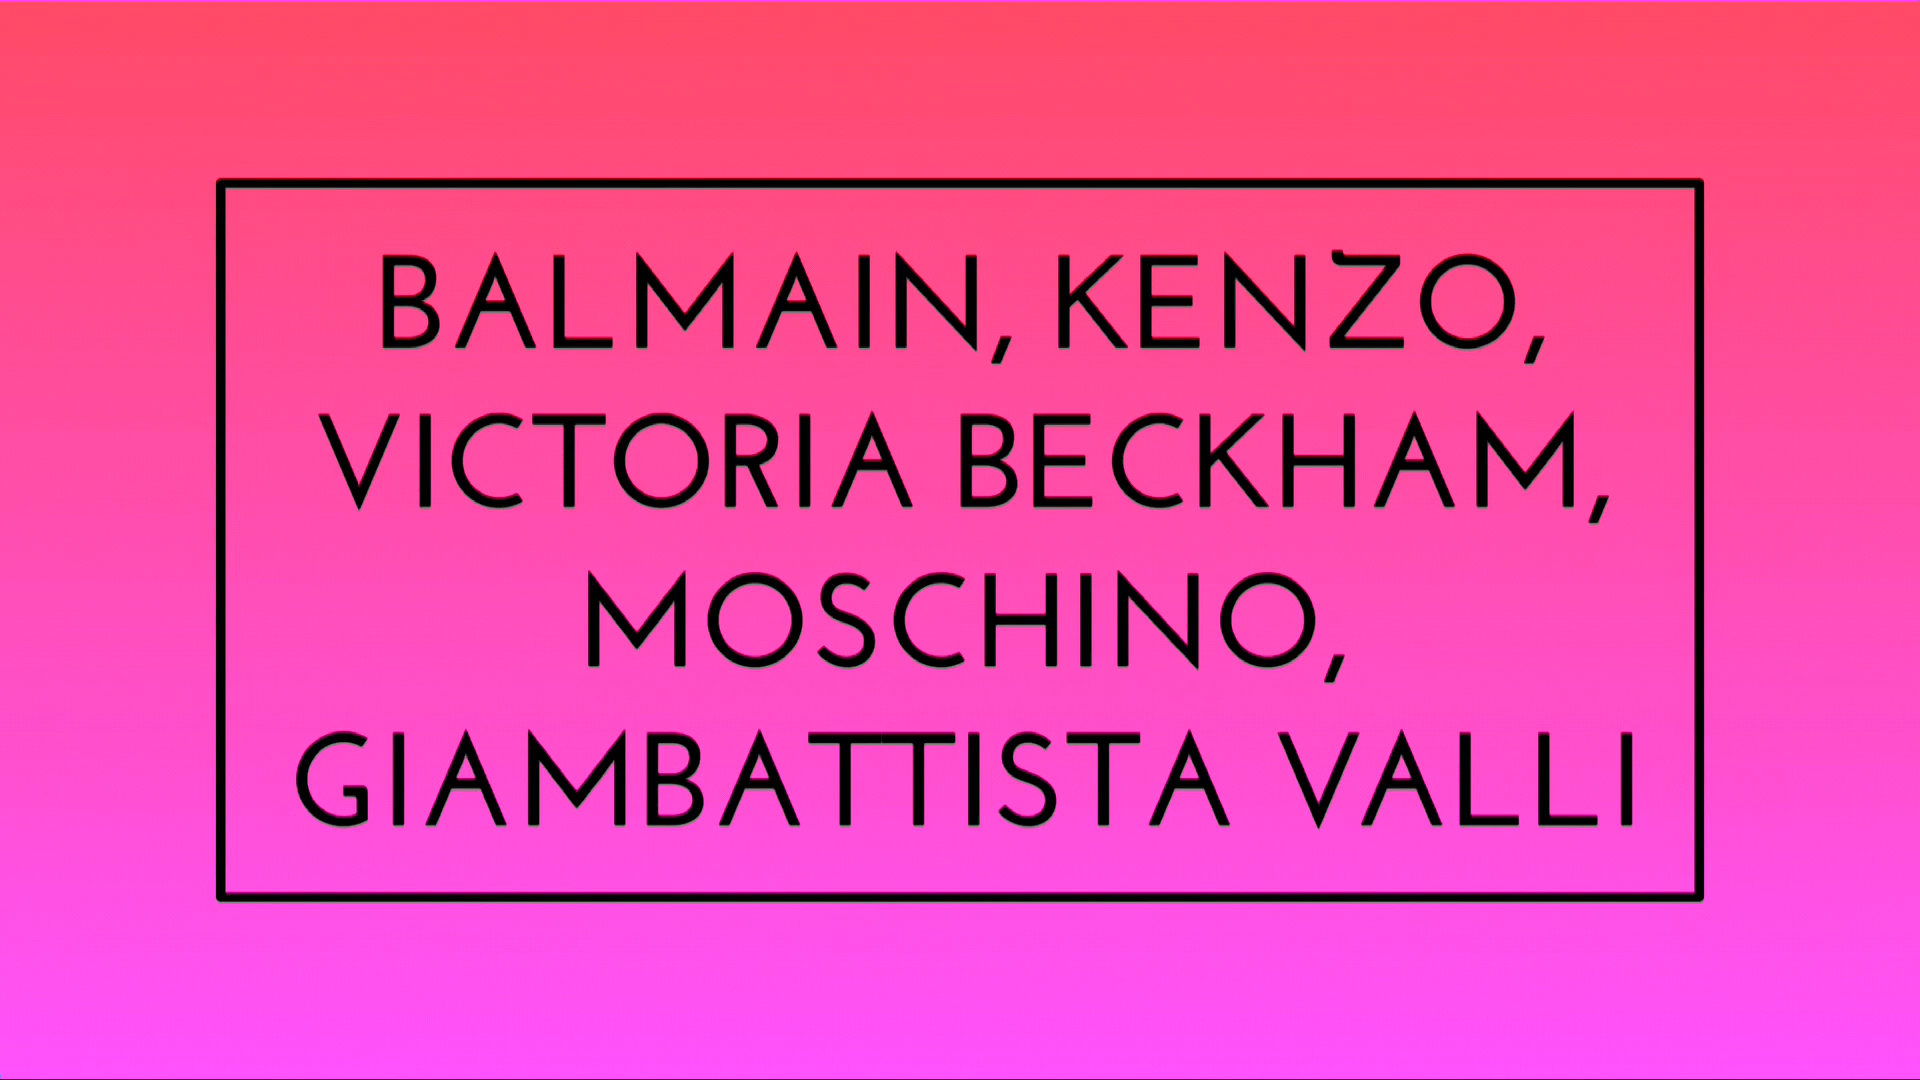 BALMAIN, KENZO,
VICTORIA BECKHAM,
MOSCHINO,
GIAMBATTISTA VALLI